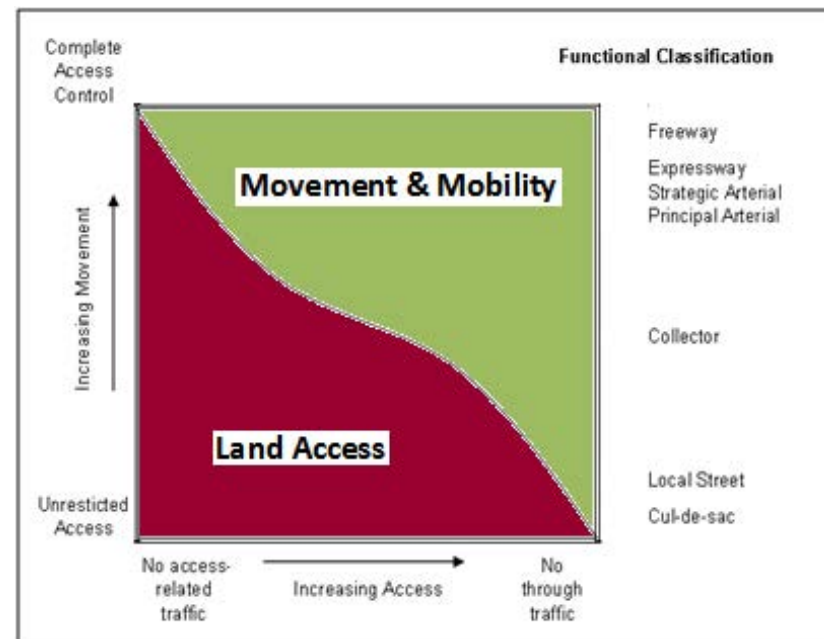 Complete
Access
Control
Functional Classification
Freeway
Expressway
Strategic Arterial
Principal Arterial
Movement & Mobility
Increasing Movement
Collector
Land Access
Local Street
Cul-de-sac
Unresticted
Access
No access-
related
traffic
Increasing Access
No
through
traffic